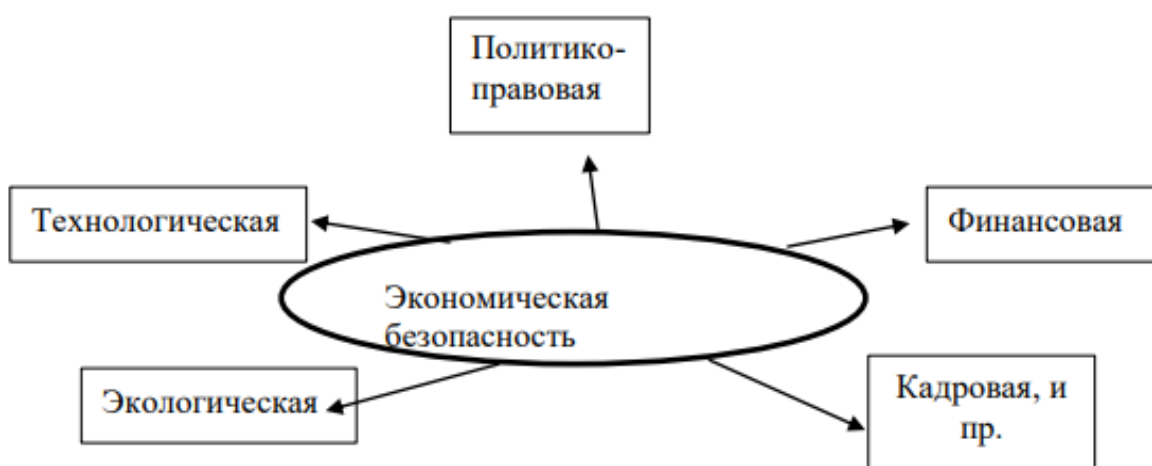 Политико-
правовая
Технологическая
Финансовая
Экономическая
безопасность
Экологическая
Кадровая, и
пр.